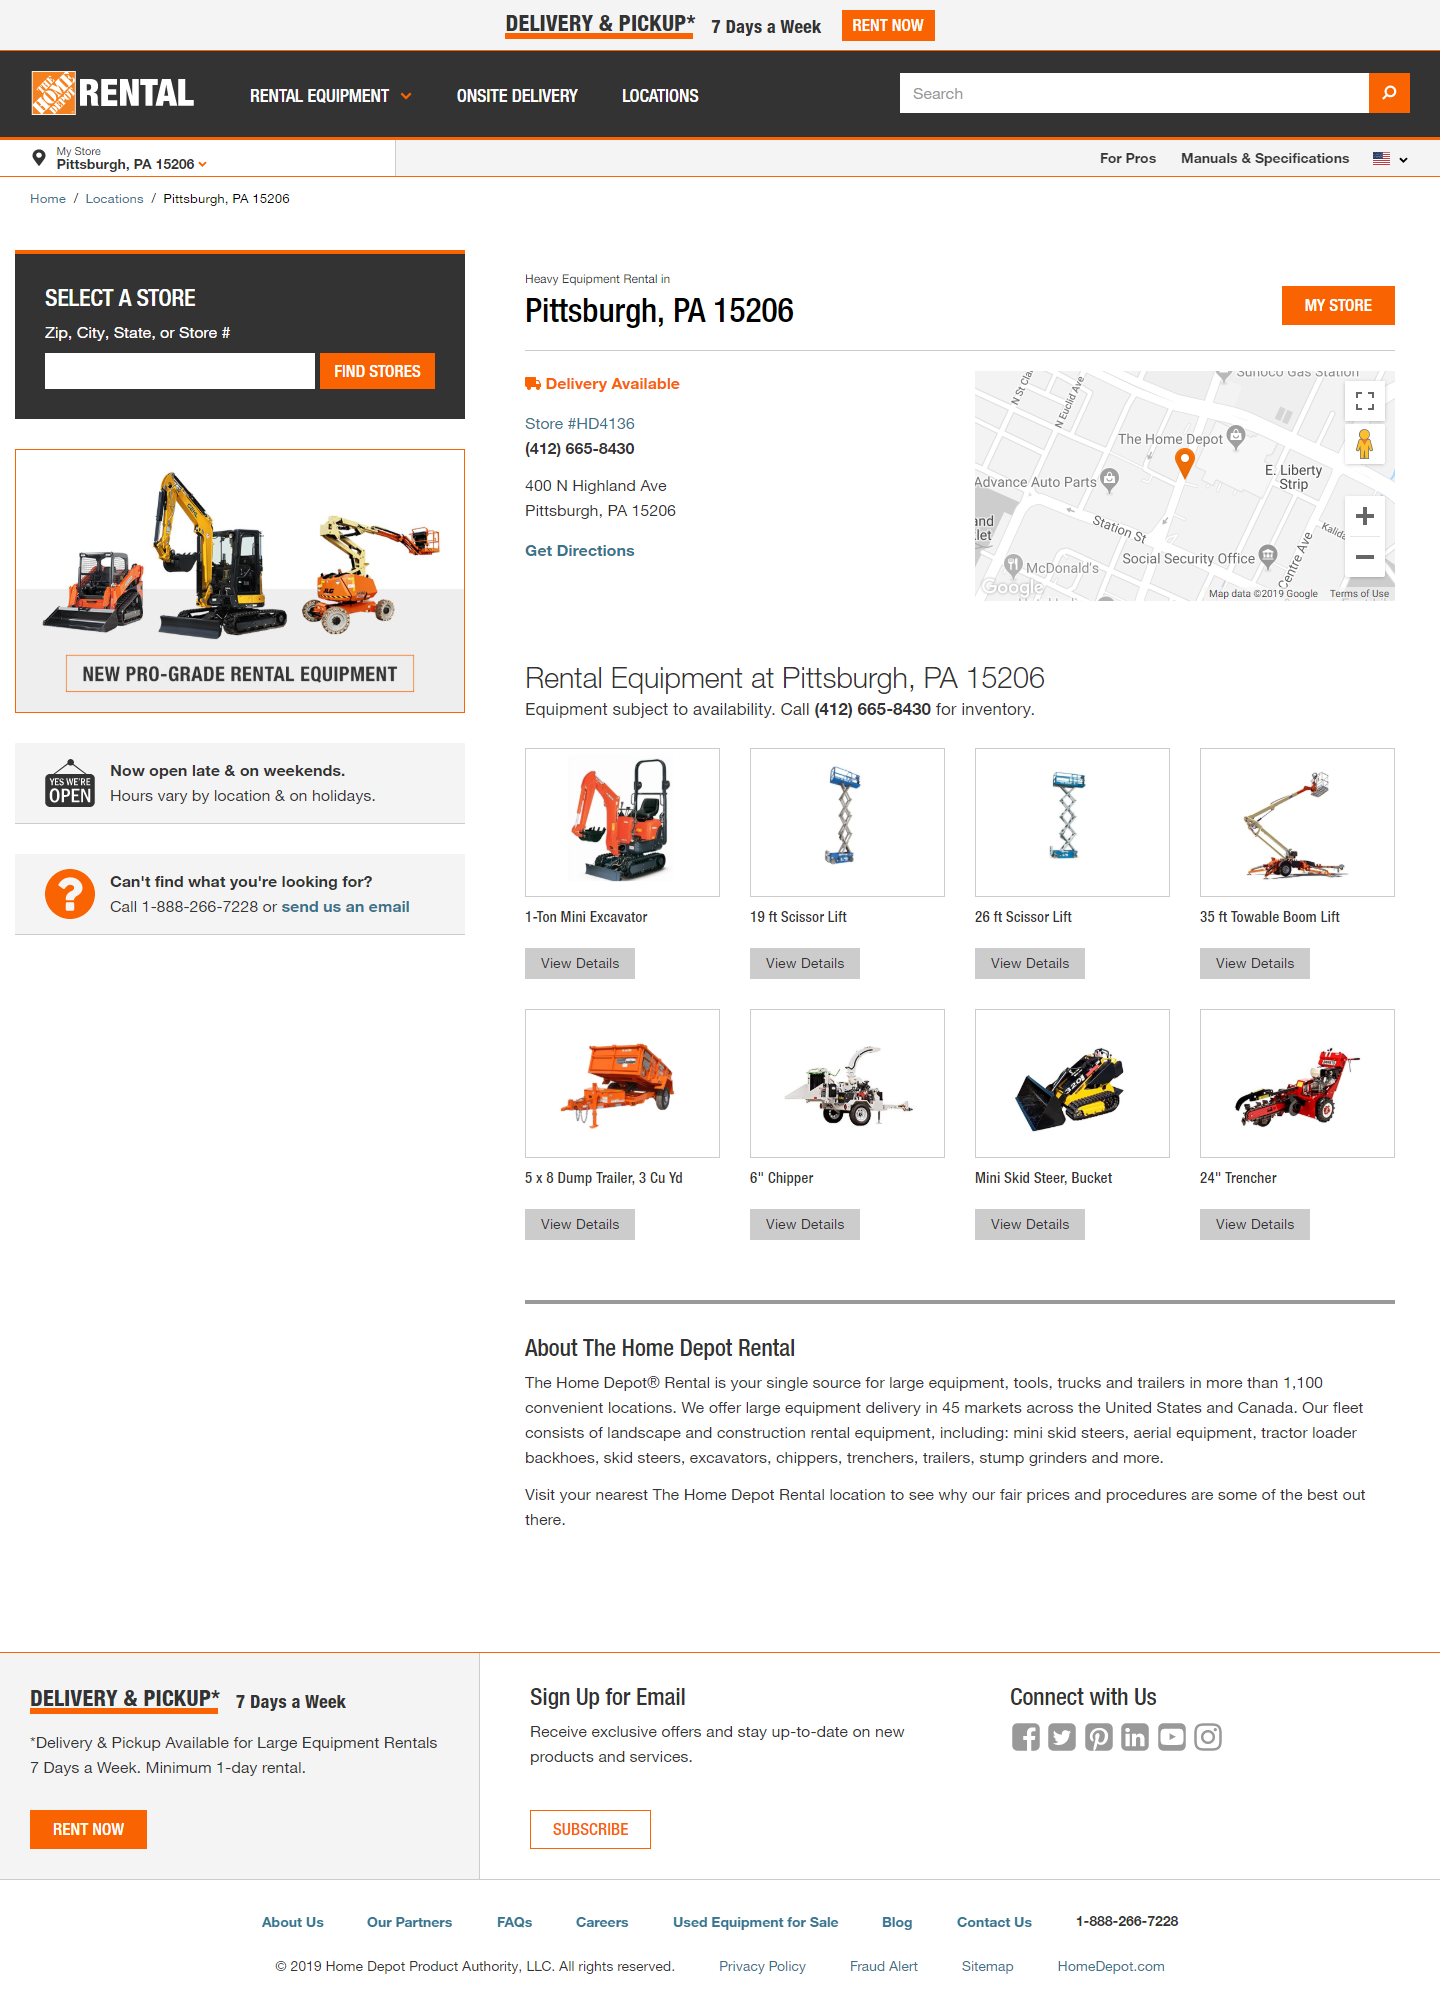 DELIVERY & PICKUP* 7 Days a Week RENT NOW
THE HOME DEPOT RENTAL
RENTAL EQUIPMENT ONSITE DELIVERY LOCATIONS
Search
My Store
Pittsburgh, PA 15206
For Pros Manuals & Specifications
Home / Locations / Pittsburgh, PA 15206
SELECT A STORE
Zip, City, State, or Store #
FIND STORES
NEW PRO-GRADE RENTAL EQUIPMENT
YES WE'RE
OPEN
Now open late & on weekends.
Hours vary by location & on holidays.
Can't find what you're looking for?
Call 1-888-266-7228 or send us an email
Heavy Equipment Rental in
Pittsburgh, PA 15206
MY STORE
Delivery Available
Store #HD4136
(412) 665-8430
400 N Highland Ave
Pittsburgh, PA 15206
Get Directions
Sunoco Gas Station
N St Cla
N Euclid Ave
The Home Depot
E. Liberty
Strip
Advance Auto Parts
and
let
Station St
Kalida
Social Security Office
Centre Ave
McDonald's
Google
Map data ©2019 Google Terms of Use
Rental Equipment at Pittsburgh, PA 15206
Equipment subject to availability. Call (412) 665-8430 for inventory.
1-Ton Mini Excavator
19 ft Scissor Lift
26 ft Scissor Lift
35 ft Towable Boom Lift
View Details
View Details
View Details
View Details
5 x 8 Dump Trailer, 3 Cu Yd
6" Chipper
320
Mini Skid Steer, Bucket
24" Trencher
View Details
View Details
View Details
View Details
About The Home Depot Rental
The Home Depot® Rental is your single source for large equipment, tools, trucks and trailers in more than 1,100
convenient locations. We offer large equipment delivery in 45 markets across the United States and Canada. Our fleet
consists of landscape and construction rental equipment, including: mini skid steers, aerial equipment, tractor loader
backhoes, skid steers, excavators, chippers, trenchers, trailers, stump grinders and more.
Visit your nearest The Home Depot Rental location to see why our fair prices and procedures are some of the best out
there.
DELIVERY & PICKUP* 7 Days a Week
*Delivery & Pickup Available for Large Equipment Rentals
7 Days a Week. Minimum 1-day rental.
RENT NOW
Sign Up for Email
Receive exclusive offers and stay up-to-date on new
products and services.
SUBSCRIBE
Connect with Us
About Us Our Partners FAQs Careers Used Equipment for Sale Blog Contact Us 1-888-266-7228
© 2019 Home Depot Product Authority, LLC. All rights reserved. Privacy Policy Fraud Alert Sitemap HomeDepot.com